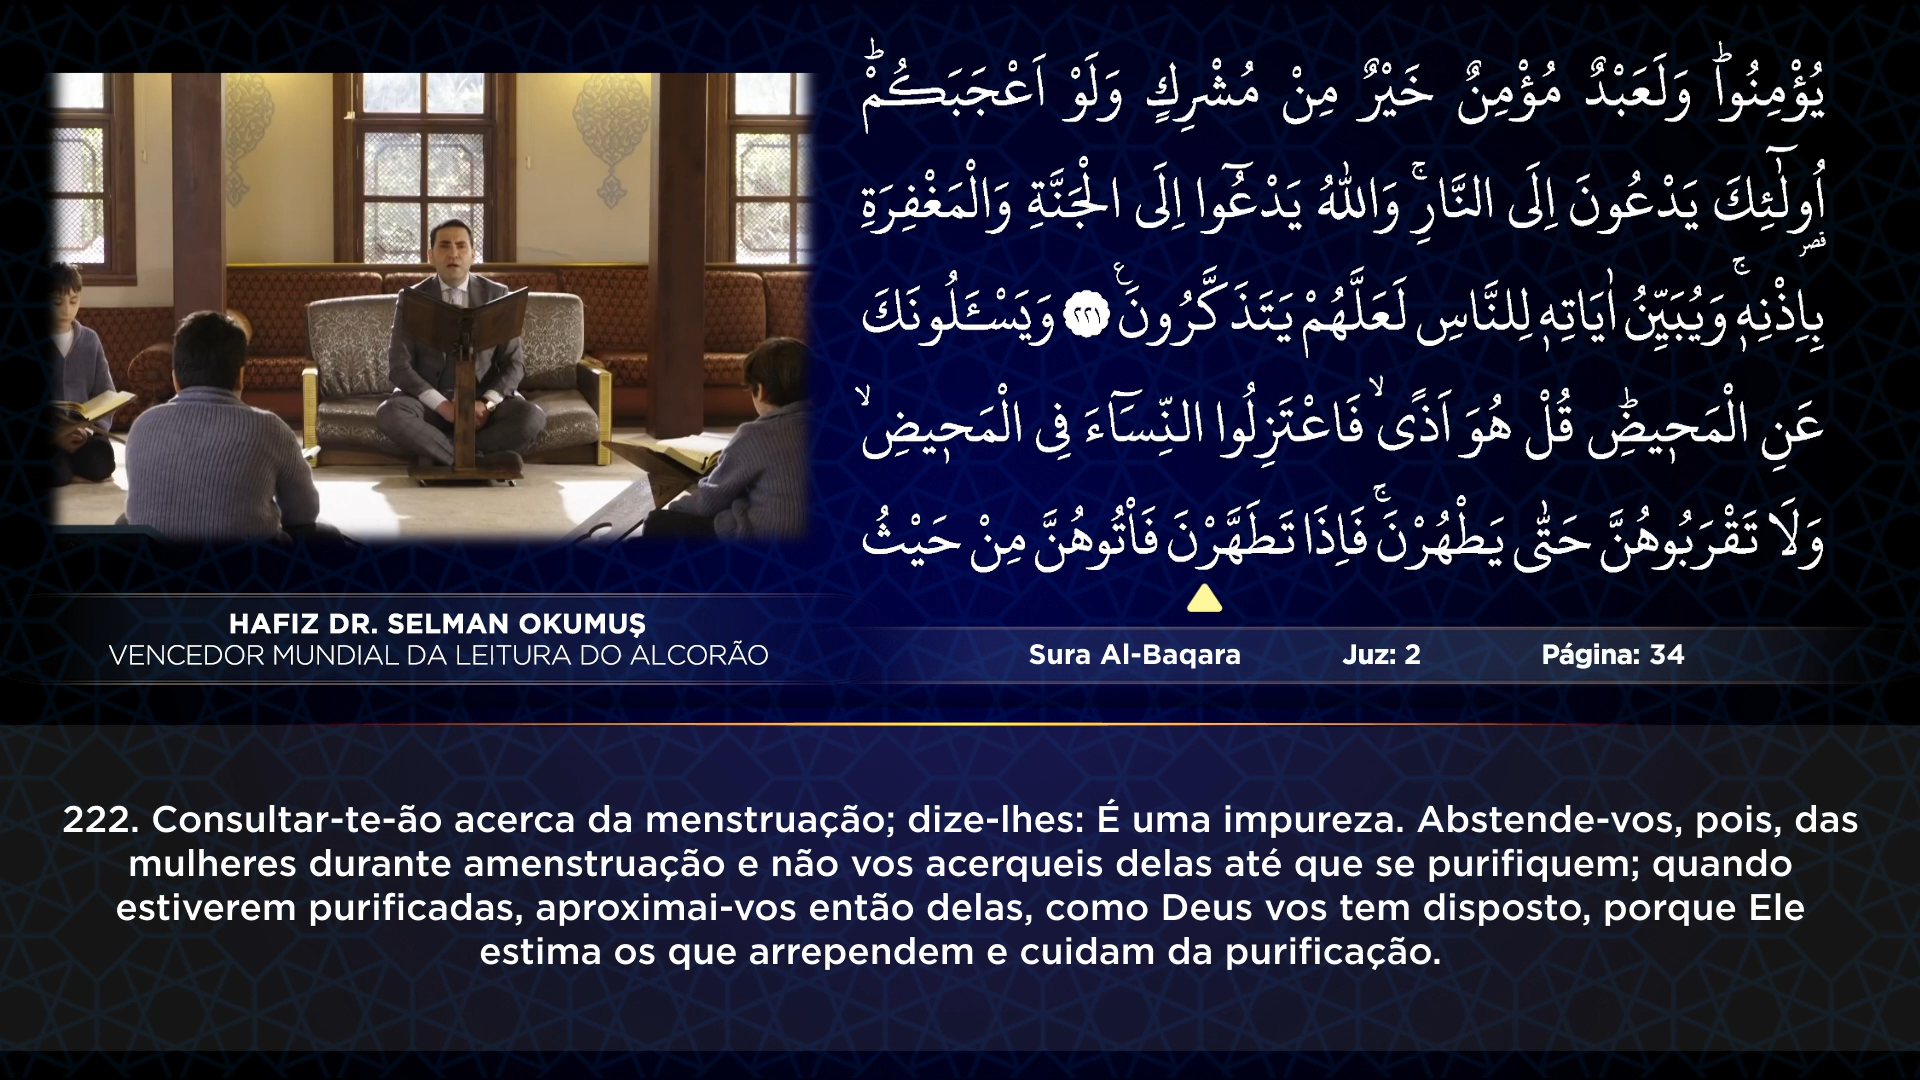 يُؤْمِنُواۜ وَلَعَبْدٌ مُؤْمِنٌ خَيْرٌ مِنْ مُشْرِكٍ وَلَوْ اَعْجَبَكُمْۜ
اُو۬لٰٓئِكَ يَدْعُونَ اِلَى النَّارِۚ وَاللّٰهُ يَدْعُٓوا اِلَى الْجَنَّةِ وَالْمَغْفِرَةِ
قصر
بِاِذْنِه۪ۚ وَيُبَيِّنُ اٰيَاتِه۪ لِلنَّاسِ لَعَلَّهُمْ يَتَذَكَّرُونَ ع ٢٢١ وَيَسْـَٔلُونَكَ
عَنِ الْمَح۪يضِۜ قُلْ هُوَ اَذًىۙ فَاعْتَزِلُوا النِّسَٓاءَ فِى الْمَح۪يضِۙ
وَلَا تَقْرَبُوهُنَّ حَتّٰى يَطْهُرْنَۚ فَاِذَا تَطَهَّرْنَ فَأْتُوهُنَّ مِنْ حَيْثُ
HAFIZ DR. SELMAN OKUMUŞ
VENCEDOR MUNDIAL DA LEITURA DO ALCORÃO
Sura Al-Baqara Juz: 2 Página: 34
222. Consultar-te-ão acerca da menstruação; dize-lhes: É uma impureza. Abstende-vos, pois, das
mulheres durante amenstruação e não vos acerqueis delas até que se purifiquem; quando
estiverem purificadas, aproximai-vos então delas, como Deus vos tem disposto, porque Ele
estima os que arrependem e cuidam da purificação.